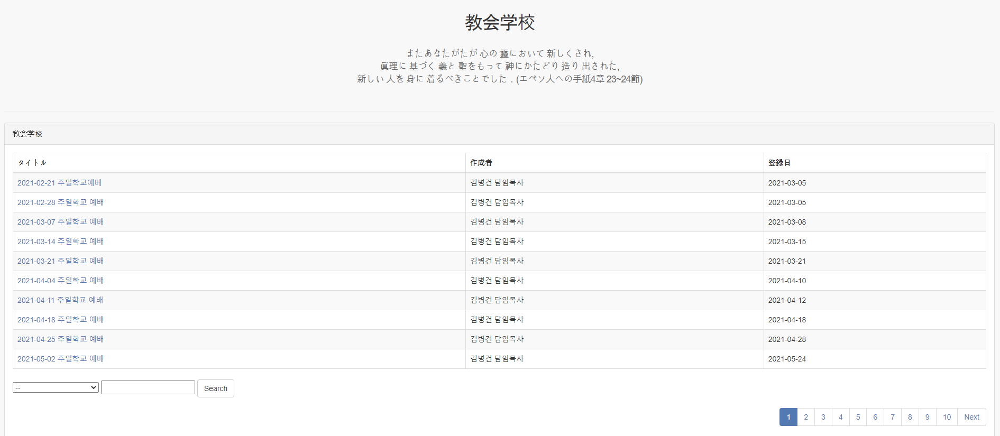 教会学校
またあなたがたが 心の 靈において 新しくされ,
眞理に 基づく 義と 聖をもって 神にかたどり 造り 出された,
新しい 人を 身に 着るべきことでした．(エペソ人への手紙4章 23~24節)
教会学校
タイトル 作成者 登録日
2021-02-21 주일학교예배 김병건 담임목사 2021-03-05
2021-02-28 주일학교 예배 김병건 담임목사 2021-03-05
2021-03-07 주일학교 예배 김병건 담임목사 2021-03-08
2021-03-14 주일학교 예배 김병건 담임목사 2021-03-15
2021-03-21 주일학교 예배 김병건 담임목사 2021-03-21
2021-04-04 주일학교 예배 김병건 담임목사 2021-04-10
2021-04-11 주일학교 예배 김병건 담임목사 2021-04-12
2021-04-18 주일학교 예배 김병건 담임목사 2021-04-18
2021-04-25 주일학교 예배 김병건 담임목사 2021-04-28
2021-05-02 주일학교 예배 김병건 담임목사 2021-05-24
-- Search
1 2 3 4 5 6 7 8 9 10 Next